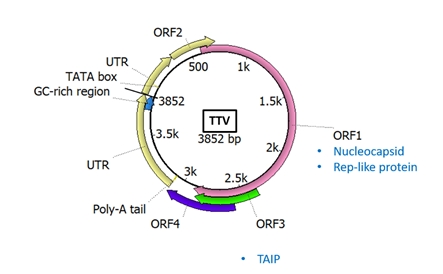 ORF2
UTR
TATA box
GC-rich region
500
1k
3852
1.5k
TTV
3852 bp
3.5k
2k
ORF1
• Nucleocapsid
• Rep-like protein
UTR
3k
2.5k
Poly-A tail
ORF4
ORF3
• TAIP